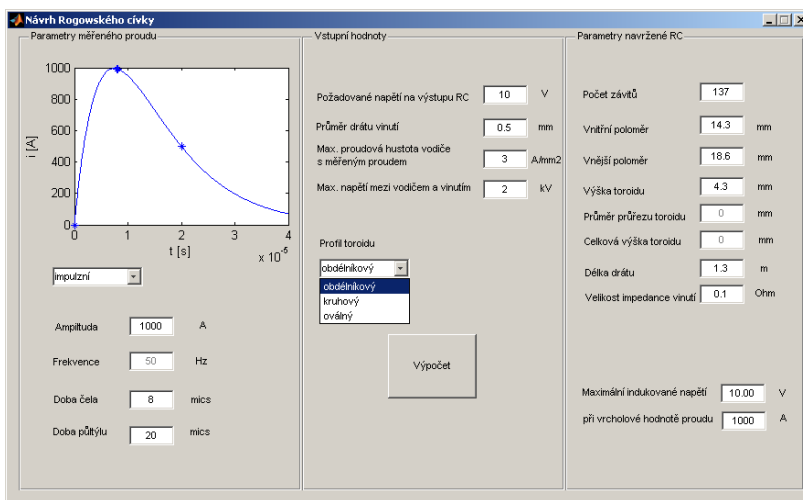 Návrh Rogowského cívky
Parametry měřeného proudu
1000
800
600
400
200
0
i [A]
0 1 2 3 4
t [s]
x 10^-5
impulzní
Ampituda 1000 A
Frekvence 50 Hz
Doba čela 8 mics
Doba půltýlu 20 mics
Vstupní hodnoty
Požadované napětí na výstupu RC 10 V
Průměr drátu vinutí 0.5 mm
Max. proudová hustota vodiče
s měřeným proudem 3 A/mm2
Max. napětí mezi vodičem a vinutím 2 kV
Profil toroidu
obdélníkový
obdélníkový
kruhový
oválný
Výpočet
Parametry navržené RC
Počet závitů 137
Vnitřní poloměr 14.3 mm
Vnější poloměr 18.6 mm
Výška toroidu 4.3 mm
Průměr průřezu toroidu 0 mm
Celková výška toroidu 0 mm
Délka drátu 1.3 m
Velikost impedance vinutí 0.1 Ohm
Maximální indukované napětí 10.00 V
při vrcholové hodnotě proudu 1000 A